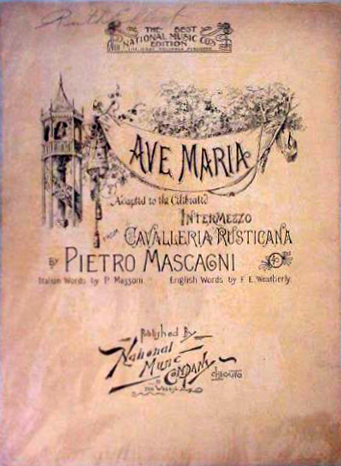 THE BEST
NATIONAL MUSIC CO'S
EDITION
AVE MARIA
Adapted to the Celebrated
INTERMEZZO
FROM CAVALLERIA RUSTICANA
BY PIETRO MASCAGNI
Italian Words by P. Mazzoni. English Words by F. E. Weatherly.
Published By
National
Music
COMPANY
CHICAGO